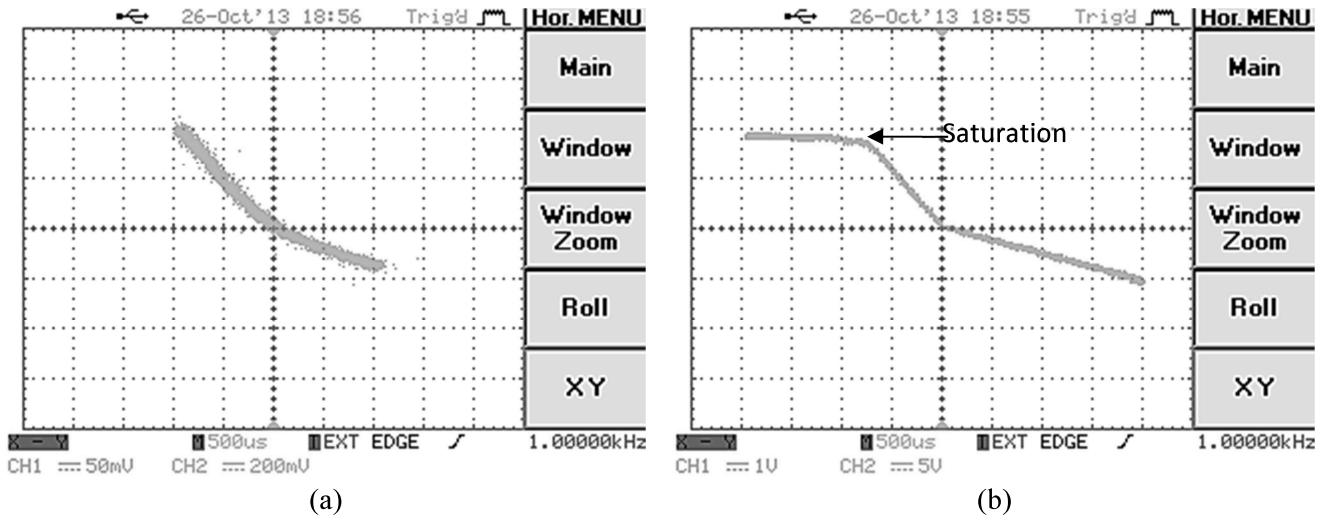 26-Oct'13 18:56 Trig'd Hor. MENU
Main
Window
Window
Zoom
Roll
XY
X - Y M 500us EXT EDGE 1.00000kHz
CH1 50mV CH2 200mV
(a)
26-Oct'13 18:55 Trig'd Hor. MENU
Main
Saturation
Window
Window
Zoom
Roll
XY
X - Y M 500us EXT EDGE 1.00000kHz
CH1 1V CH2 5V
(b)